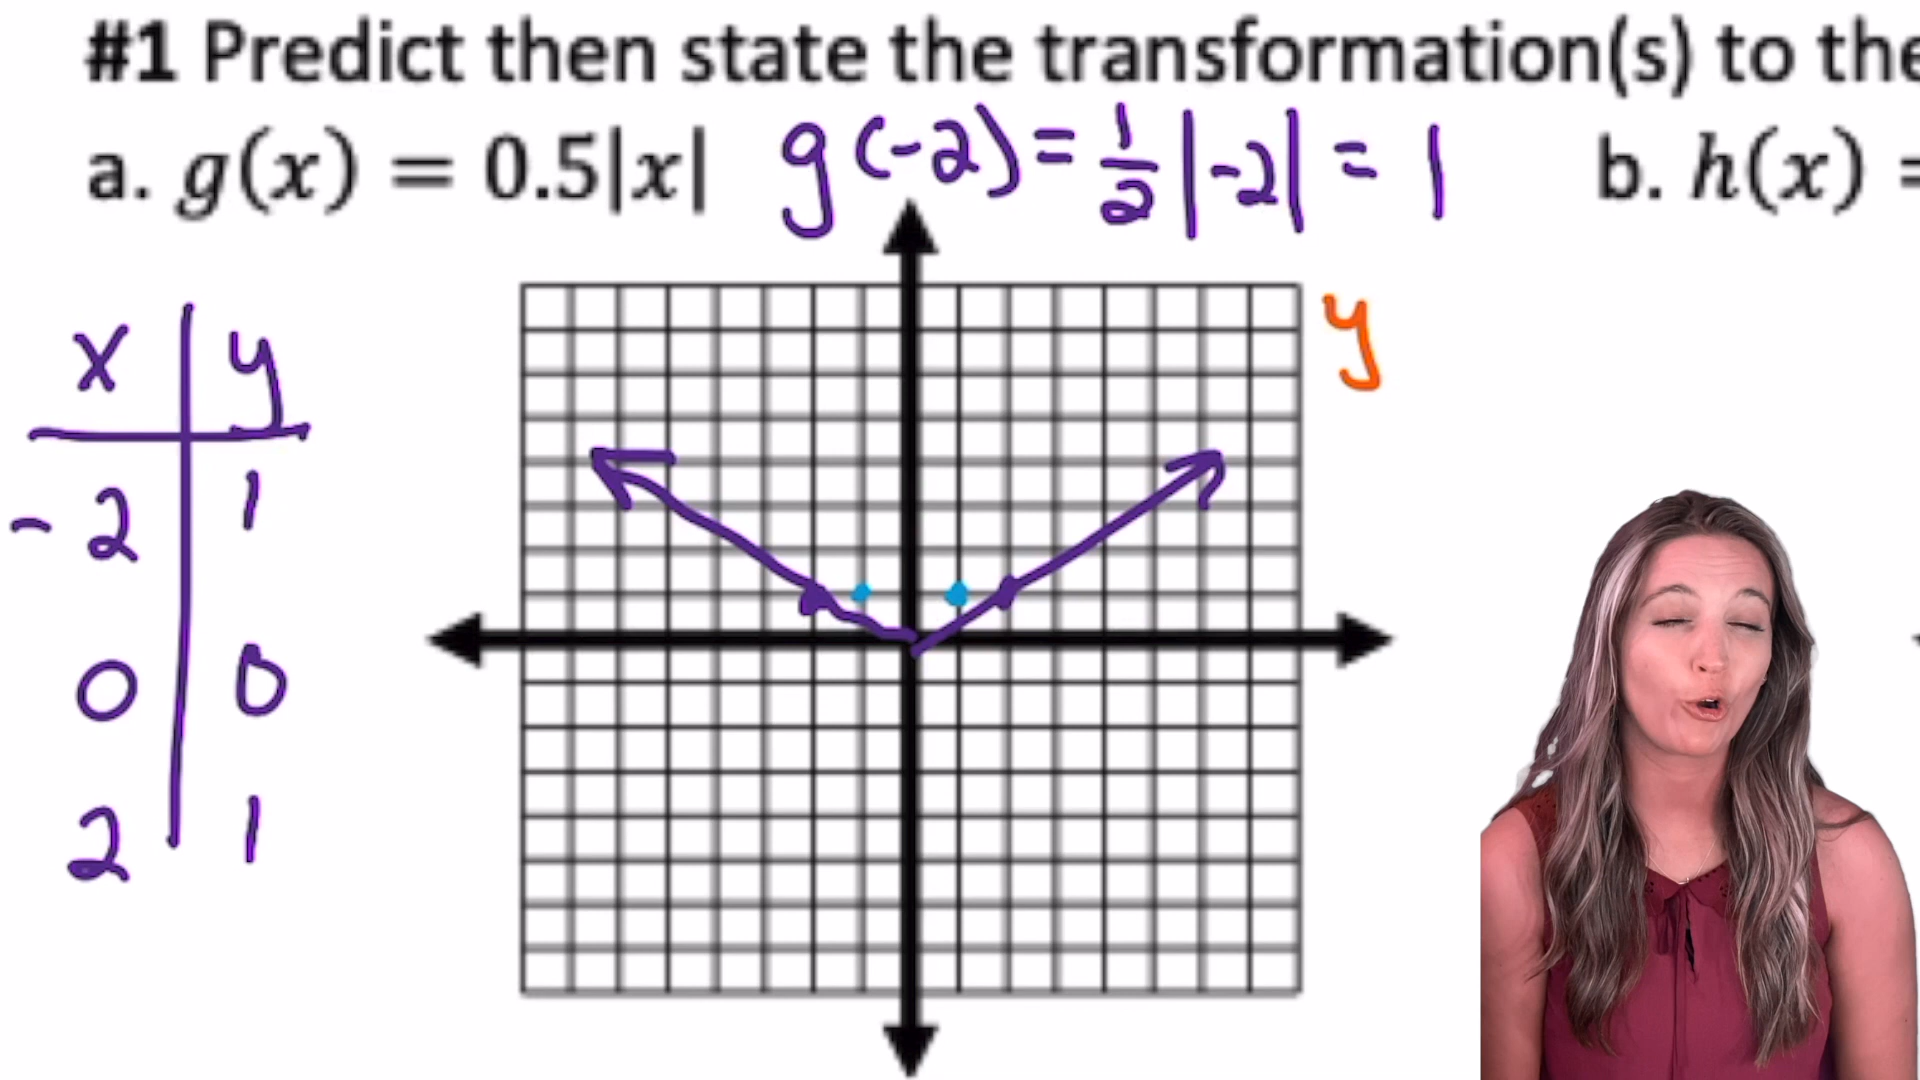 #1 Predict then state the transformation(s) to the
a. g(x) = 0.5|x| g(-2) = 1/2 |-2| = 1 b. h(x) =
y
x y
-2 1
0 0
2 1